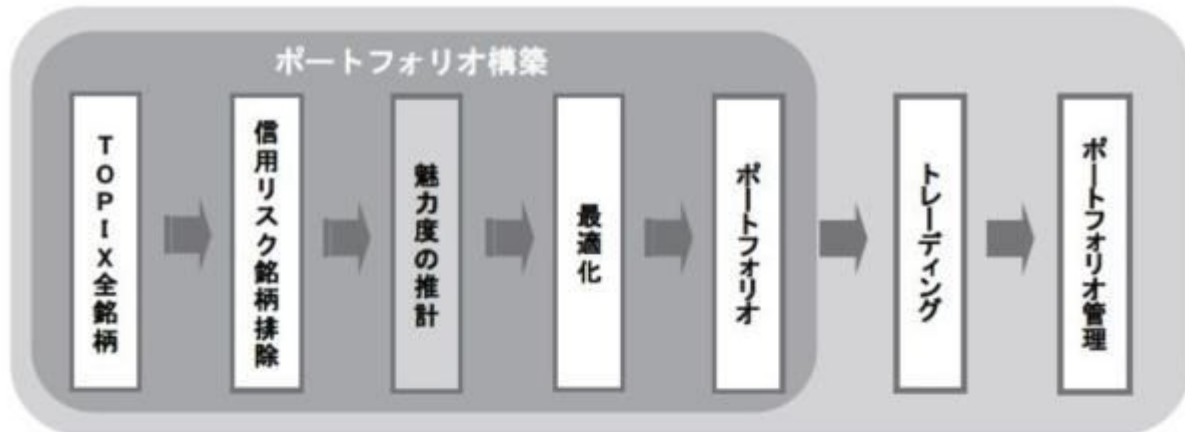 ポートフォリオ構築
TOPIX全銘柄
信用リスク銘柄排除
魅力度の推計
最適化
ポートフォリオ
トレーディング
ポートフォリオ管理